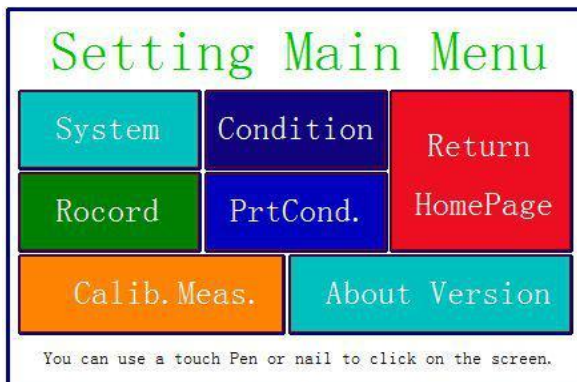 Setting Main Menu
System
Condition
Return
HomePage
Rocord
PrtCond.
Calib.Meas.
About Version
You can use a touch Pen or nail to click on the screen.